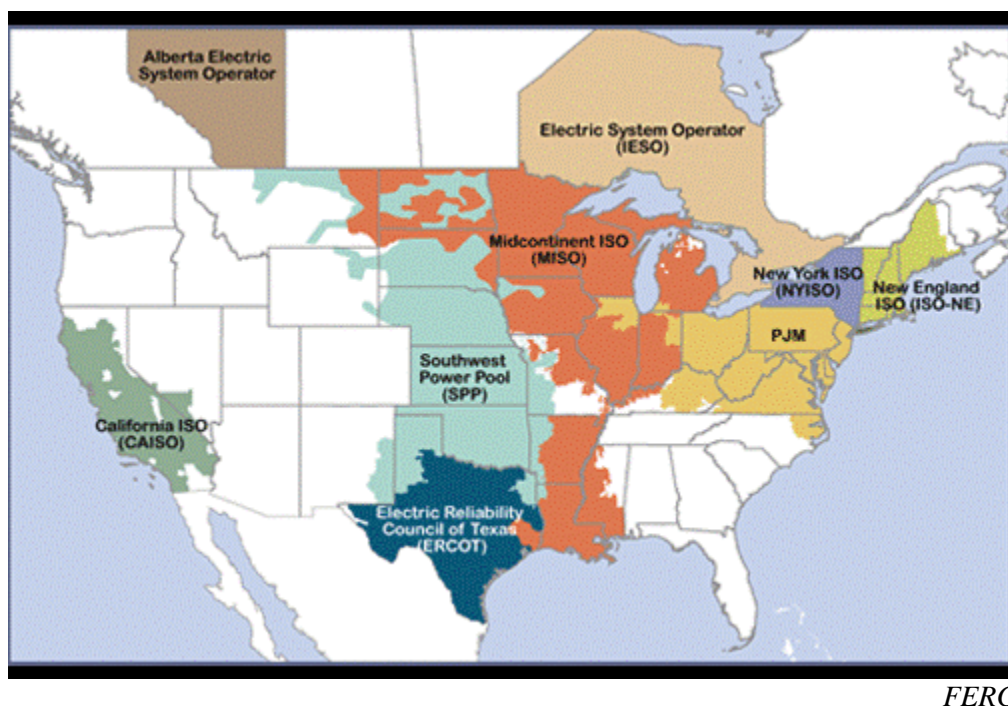 Alberta Electric
System Operator
Electric System Operator
(IESO)
Midcontinent ISO
(MISO)
New York ISO
(NYISO)
New England
ISO (ISO-NE)
PJM
Southwest
Power Pool
(SPP)
California ISO
(CAISO)
Electric Reliability
Council of Texas
(ERCOT)
FERC